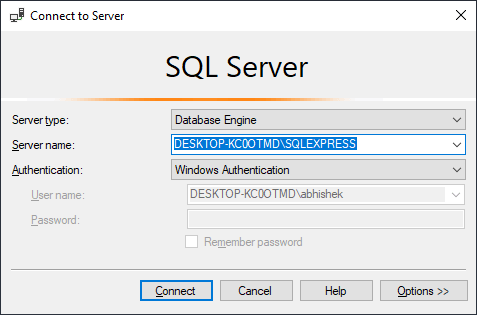 Connect to Server
SQL Server
Server type: Database Engine
Server name: DESKTOP-KC0OTMD\SQLEXPRESS
Authentication: Windows Authentication
User name: DESKTOP-KC0OTMD\abhishek
Password:
Remember password
Connect Cancel Help Options >>